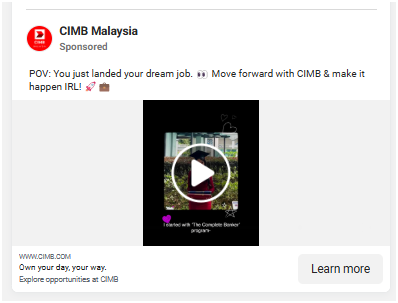 CIMB Malaysia
Sponsored
POV: You just landed your dream job. 👀 Move forward with CIMB & make it
happen IRL! 🚀 💼
I started with 'The Complete Banker'
program-
WWW.CIMB.COM
Own your day, your way.
Explore opportunities at CIMB
Learn more